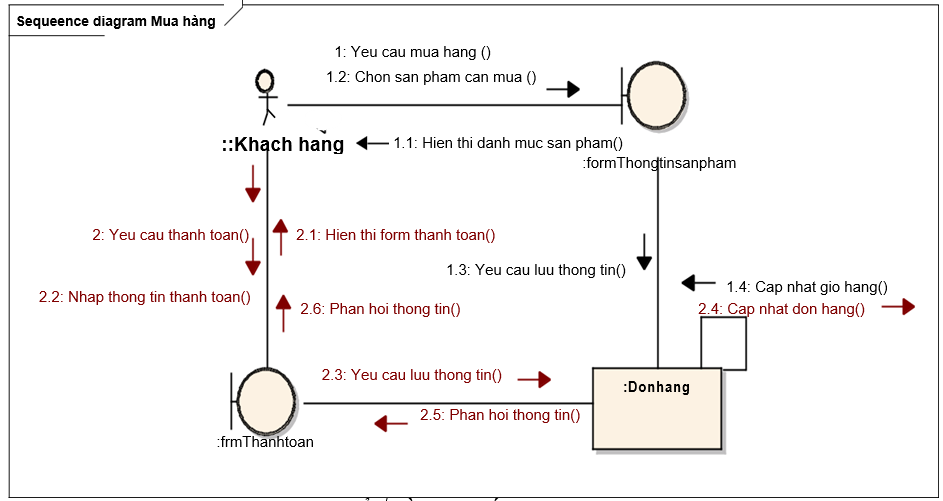 Sequeence diagram Mua hàng
1: Yeu cau mua hang ()
1.2: Chon san pham can mua ()
::Khạch hằng
1.1: Hien thi danh muc san pham()
:formThongtinsanpham
2: Yeu cau thanh toan()
2.1: Hien thi form thanh toan()
1.3: Yeu cau luu thong tin()
1.4: Cap nhat gio hang()
2.2: Nhap thong tin thanh toan()
2.6: Phan hoi thong tin()
2.4: Cap nhat don hang()
2.3: Yeu cau luu thong tin()
:Donhang
2.5: Phan hoi thong tin()
:frmThanhtoan